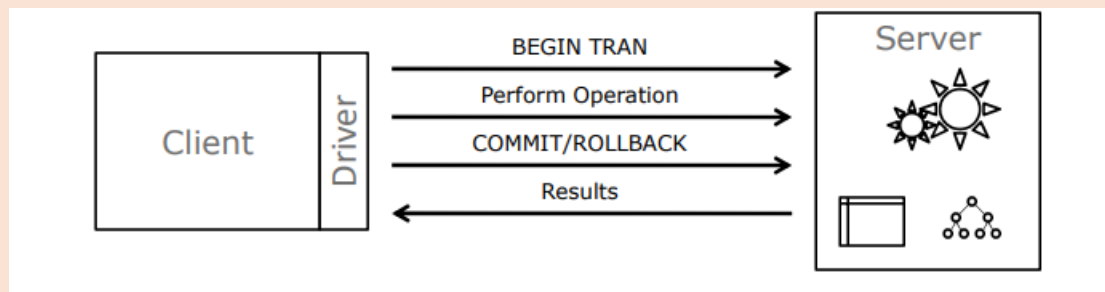 Client
Driver
BEGIN TRAN
Perform Operation
COMMIT/ROLLBACK
Results
Server